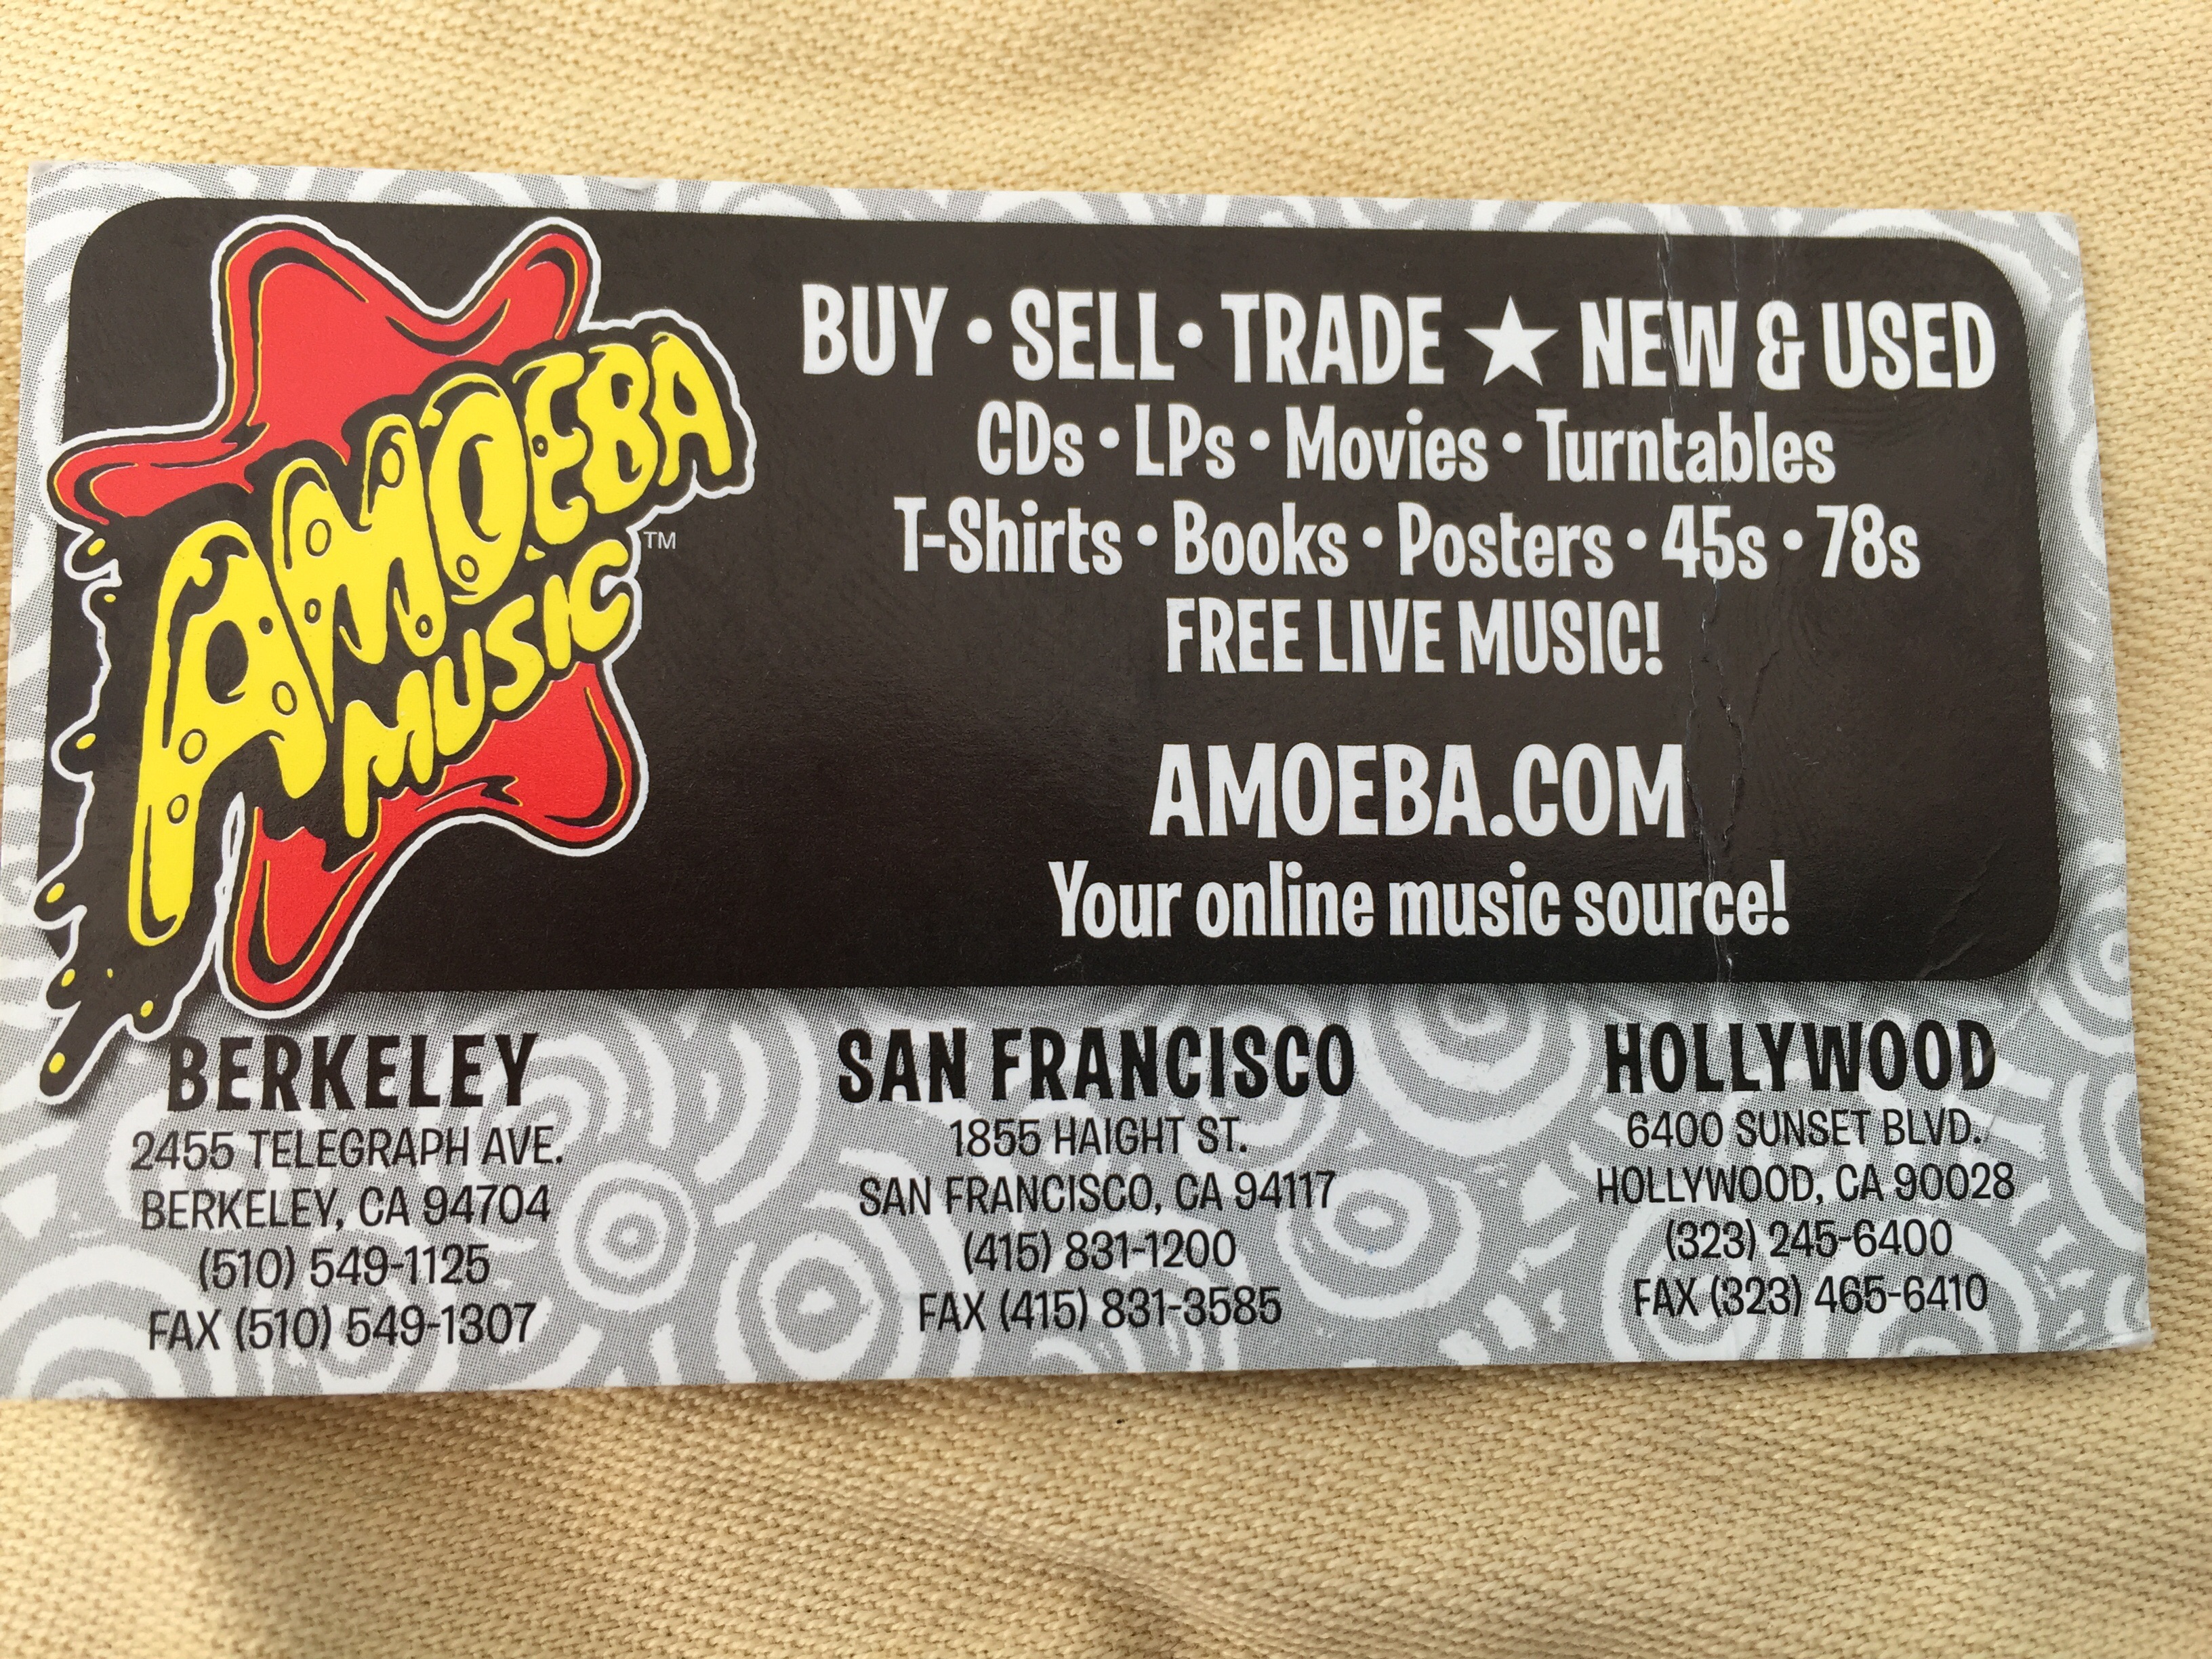 AMOEBA
MUSIC
TM
BUY • SELL • TRADE ★ NEW & USED
CDs • LPs • Movies • Turntables
T-Shirts • Books • Posters • 45s • 78s
FREE LIVE MUSIC!
AMOEBA.COM
Your online music source!
BERKELEY
2455 TELEGRAPH AVE.
BERKELEY, CA 94704
(510) 549-1125
FAX (510) 549-1307
SAN FRANCISCO
1855 HAIGHT ST.
SAN FRANCISCO, CA 94117
(415) 831-1200
FAX (415) 831-3585
HOLLYWOOD
6400 SUNSET BLVD.
HOLLYWOOD, CA 90028
(323) 245-6400
FAX (323) 465-6410